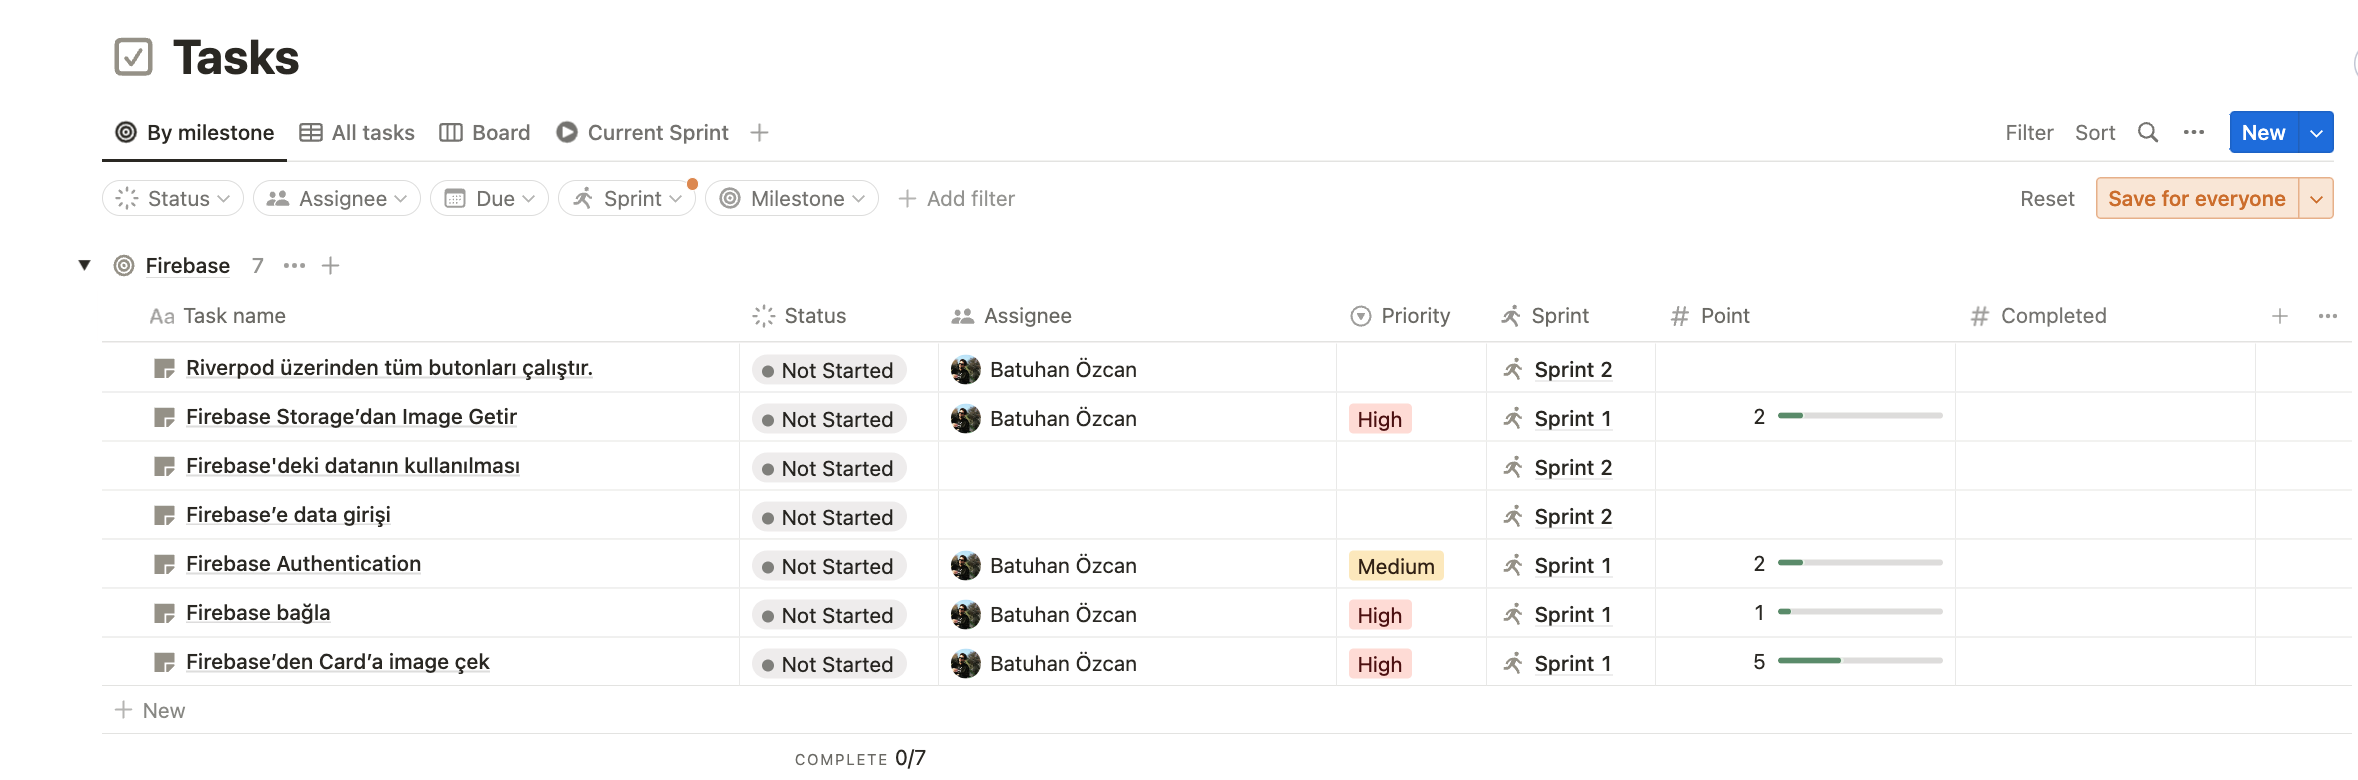 Tasks
By milestone All tasks Board Current Sprint
Filter Sort New
Status Assignee Due Sprint Milestone Add filter
Reset Save for everyone
Firebase 7
Aa Task name Status Assignee Priority Sprint # Point # Completed
Riverpod üzerinden tüm butonları çalıştır. Not Started Batuhan Özcan Sprint 2
Firebase Storage’dan Image Getir Not Started Batuhan Özcan High Sprint 1 2
Firebase'deki datanın kullanılması Not Started Sprint 2
Firebase’e data girişi Not Started Sprint 2
Firebase Authentication Not Started Batuhan Özcan Medium Sprint 1 2
Firebase bağla Not Started Batuhan Özcan High Sprint 1 1
Firebase’den Card’a image çek Not Started Batuhan Özcan High Sprint 1 5
New
COMPLETE 0/7